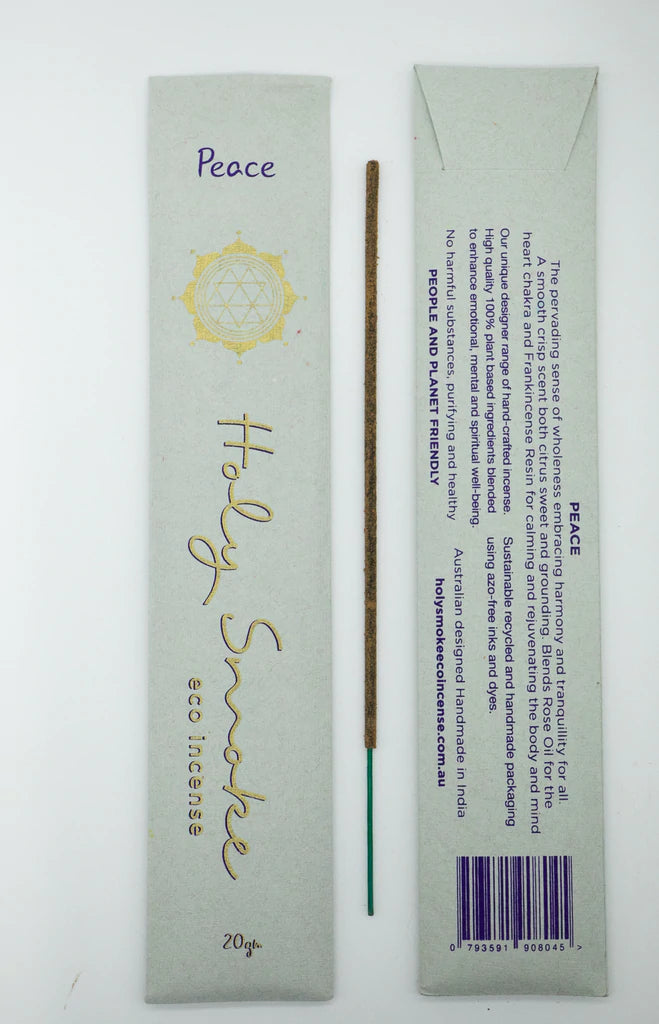 Peace
Holy Smoke
eco incense
20gm
PEACE
The pervading sense of wholeness embracing harmony and tranquillity for all.
A smooth crisp scent both citrus sweet and grounding. Blends Rose Oil for the
heart chakra and Frankincense Resin for calming and rejuvenating the body and mind
Our unique designer range of hand-crafted incense.
High quality 100% plant based ingredients blended
to enhance emotional, mental and spiritual well-being.
No harmful substances, purifying and healthy
PEOPLE AND PLANET FRIENDLY
Sustainable recycled and handmade packaging
using azo-free inks and dyes.
Australian designed Handmade in India
holysmokeecoincense.com.au
0 793591 908045 >